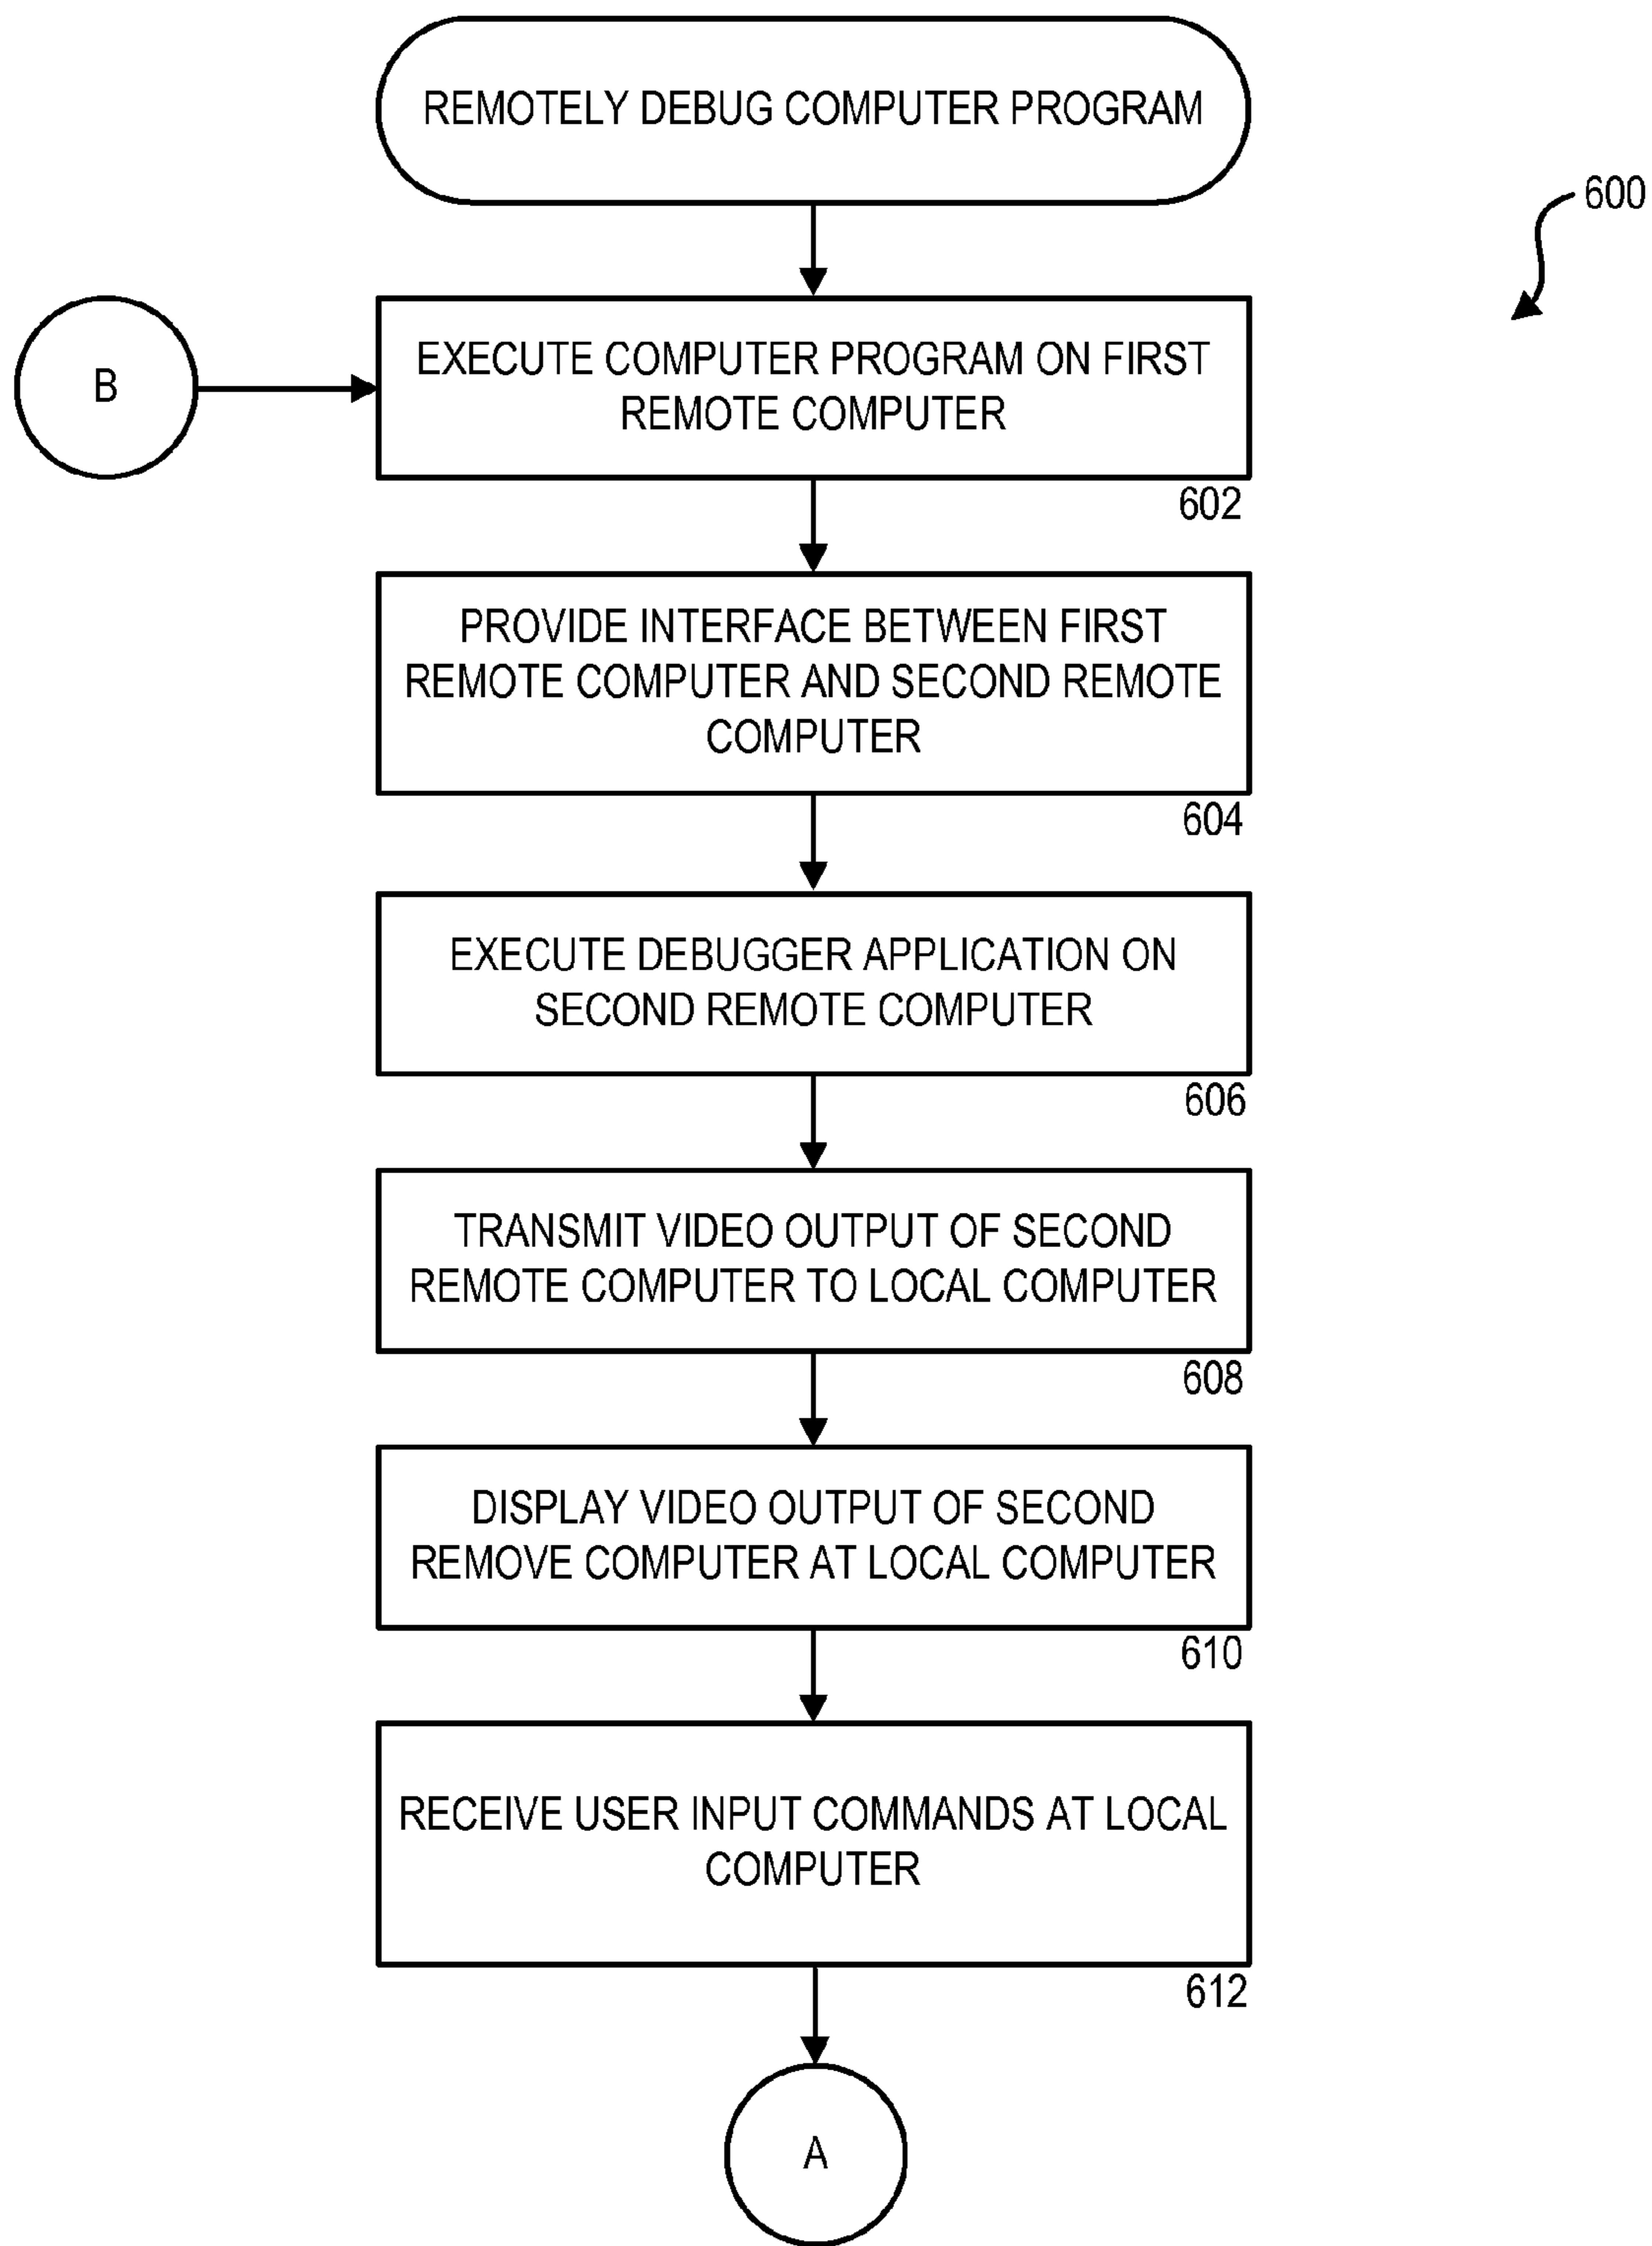 REMOTELY DEBUG COMPUTER PROGRAM
600
B
EXECUTE COMPUTER PROGRAM ON FIRST
REMOTE COMPUTER
602
PROVIDE INTERFACE BETWEEN FIRST
REMOTE COMPUTER AND SECOND REMOTE
COMPUTER
604
EXECUTE DEBUGGER APPLICATION ON
SECOND REMOTE COMPUTER
606
TRANSMIT VIDEO OUTPUT OF SECOND
REMOTE COMPUTER TO LOCAL COMPUTER
608
DISPLAY VIDEO OUTPUT OF SECOND
REMOVE COMPUTER AT LOCAL COMPUTER
610
RECEIVE USER INPUT COMMANDS AT LOCAL
COMPUTER
612
A